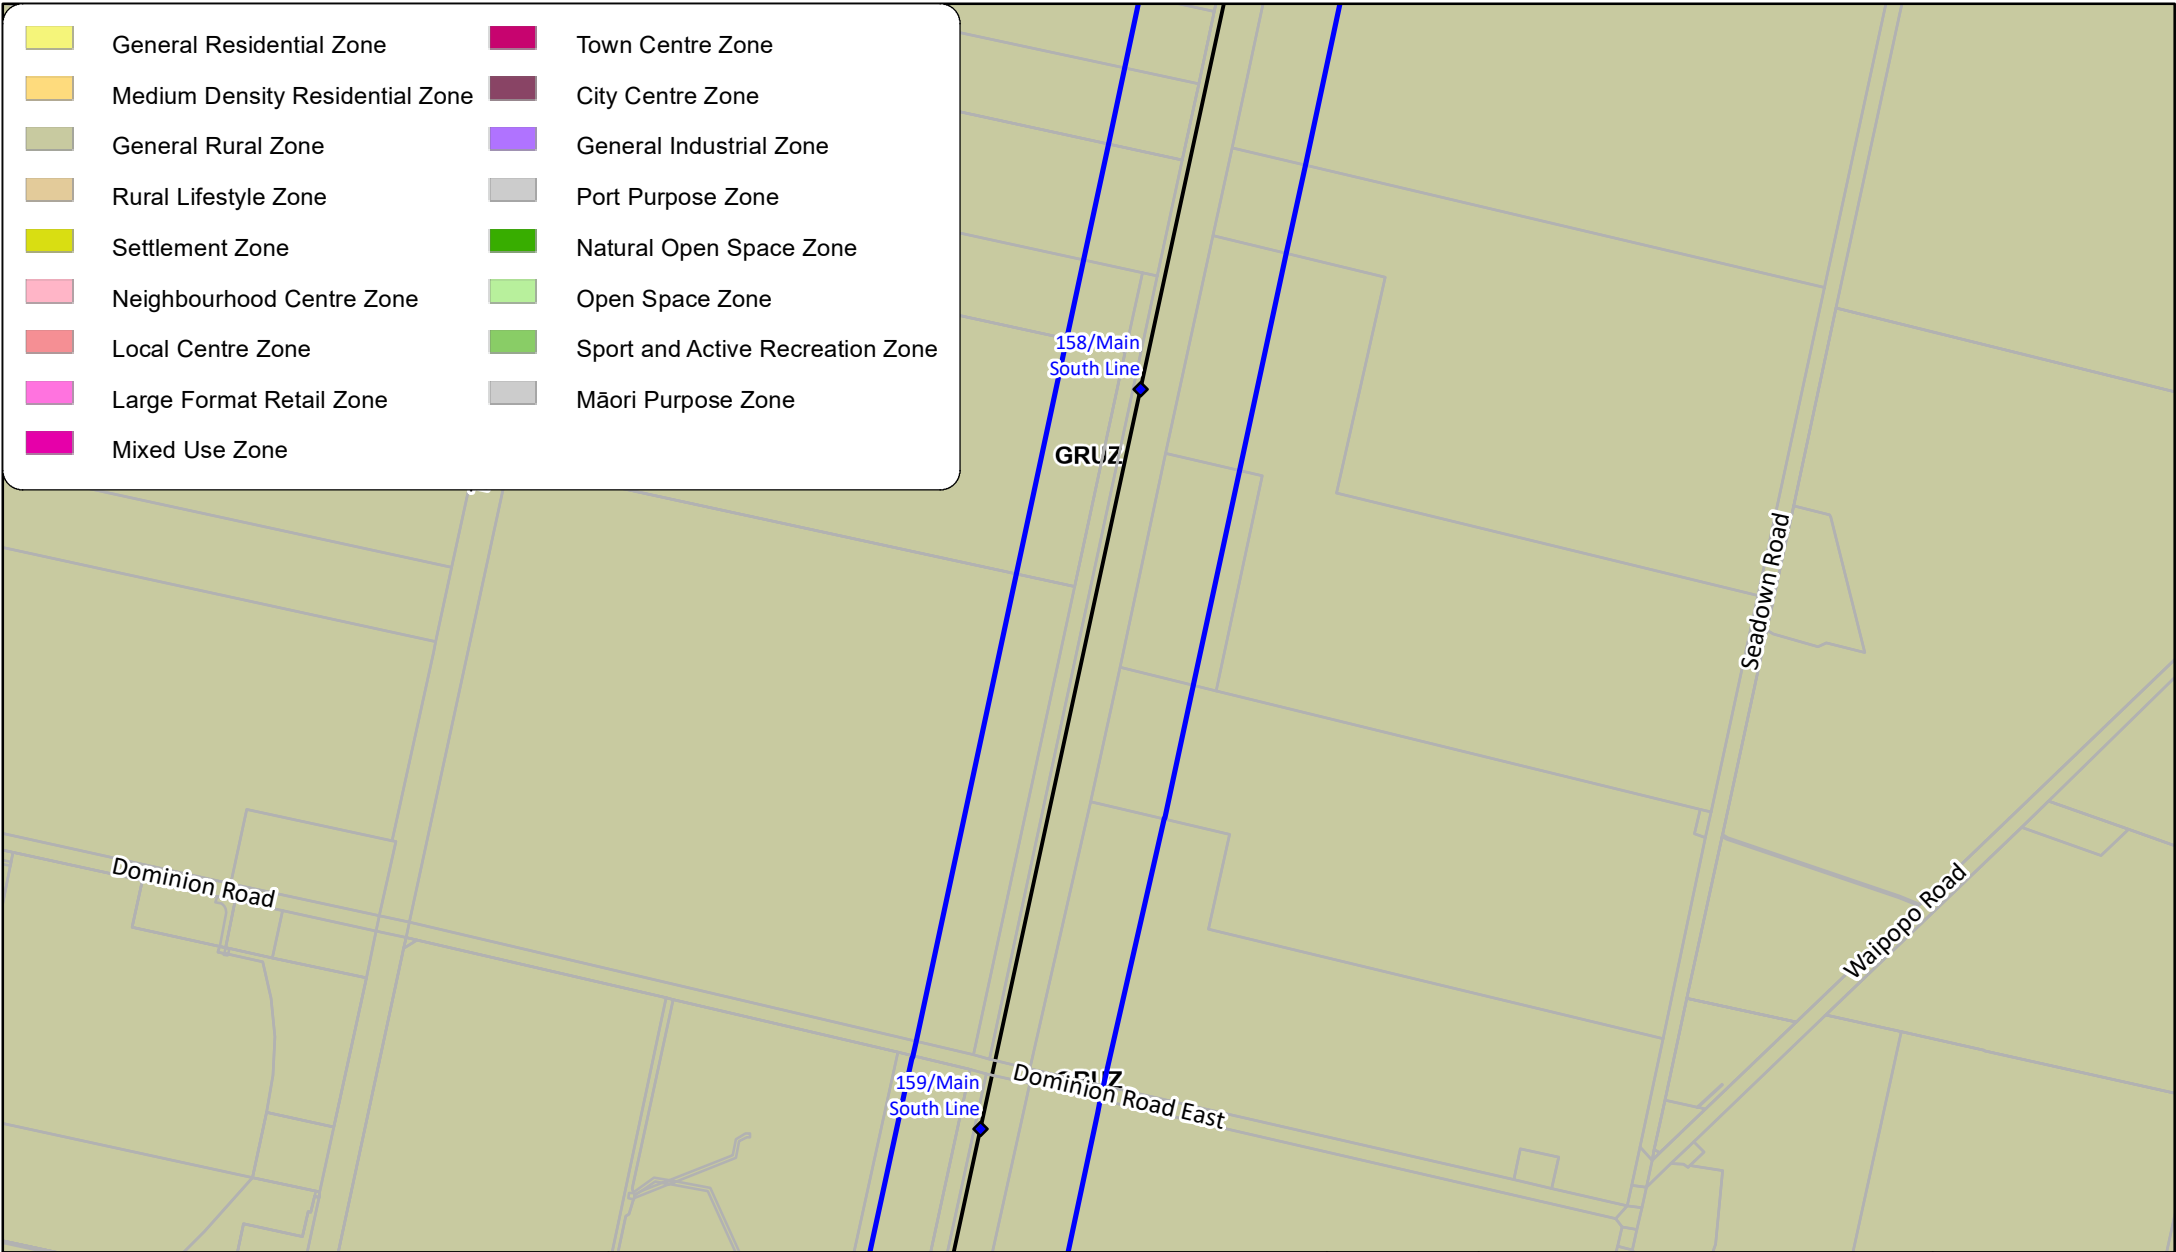 General Residential Zone
Medium Density Residential Zone
General Rural Zone
Rural Lifestyle Zone
Settlement Zone
Neighbourhood Centre Zone
Local Centre Zone
Large Format Retail Zone
Mixed Use Zone
Town Centre Zone
City Centre Zone
General Industrial Zone
Port Purpose Zone
Natural Open Space Zone
Open Space Zone
Sport and Active Recreation Zone
Māori Purpose Zone
158/Main
South Line
GRUZ
Seadown Road
Dominion Road
Waipopo Road
159/Main
South Line
GRUZ
Dominion Road East